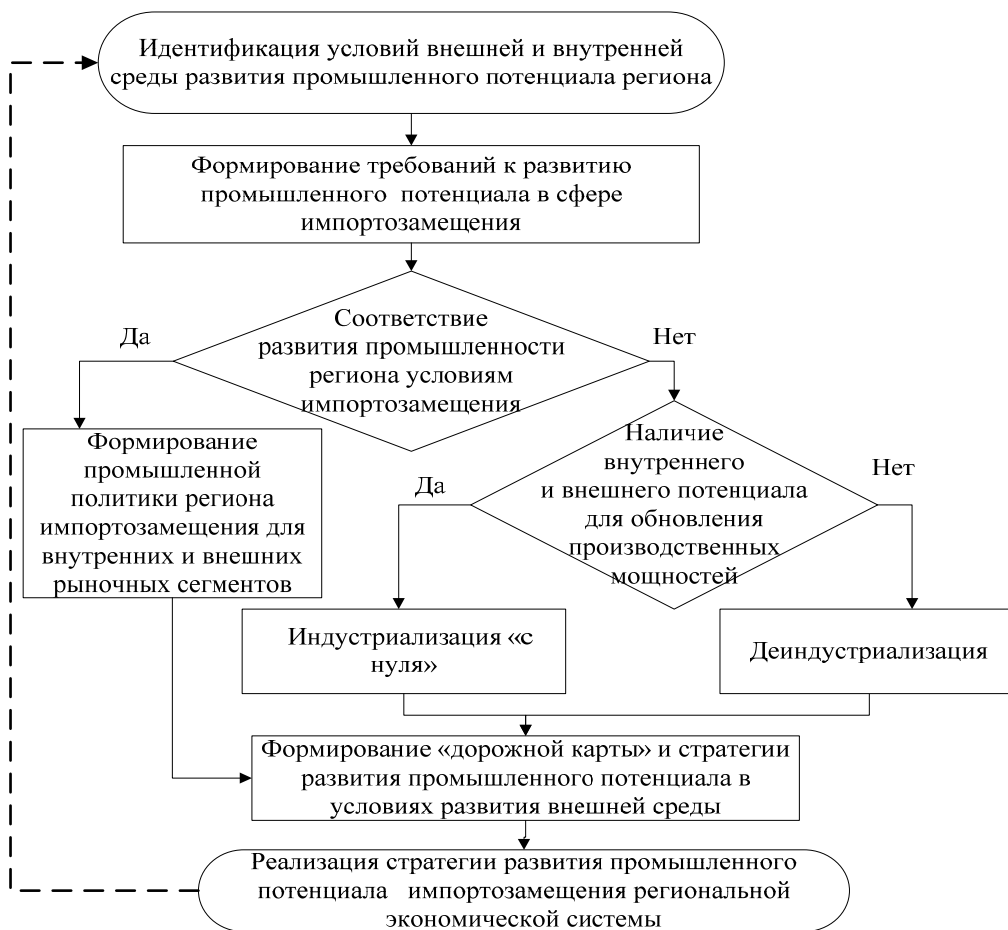 Идентификация условий внешней и внутренней
среды развития промышленного потенциала региона
Формирование требований к развитию
промышленного потенциала в сфере
импортозамещения
Соответствие
развития промышленности
региона условиям
импортозамещения
Да
Нет
Формирование
промышленной
политики региона
импортозамещения для
внутренних и внешних
рыночных сегментов
Наличие
внутреннего
и внешнего потенциала
для обновления
производственных
мощностей
Да
Нет
Индустриализация «с
нуля»
Деиндустриализация
Формирование «дорожной карты» и стратегии
развития промышленного потенциала в
условиях развития внешней среды
Реализация стратегии развития промышленного
потенциала импортозамещения региональной
экономической системы